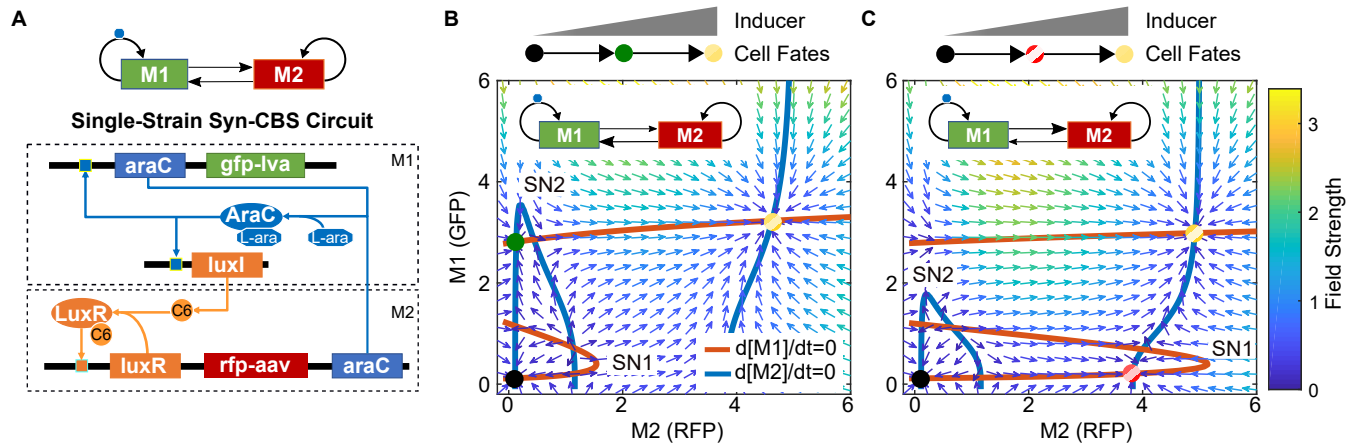 A
M1
M2
Single-Strain Syn-CBS Circuit
M1
araC
gfp-lva
AraC
L-ara
L-ara
luxI
M2
LuxR
C6
C6
luxR
rfp-aav
araC
B
Inducer
Cell Fates
M1
M2
SN2
SN1
d[M1]/dt=0
d[M2]/dt=0
6
4
2
0
M1 (GFP)
0 2 4 6
M2 (RFP)
C
Inducer
Cell Fates
M1
M2
SN2
SN1
6
4
2
0
0 2 4 6
M2 (RFP)
3
2
1
0
Field Strength